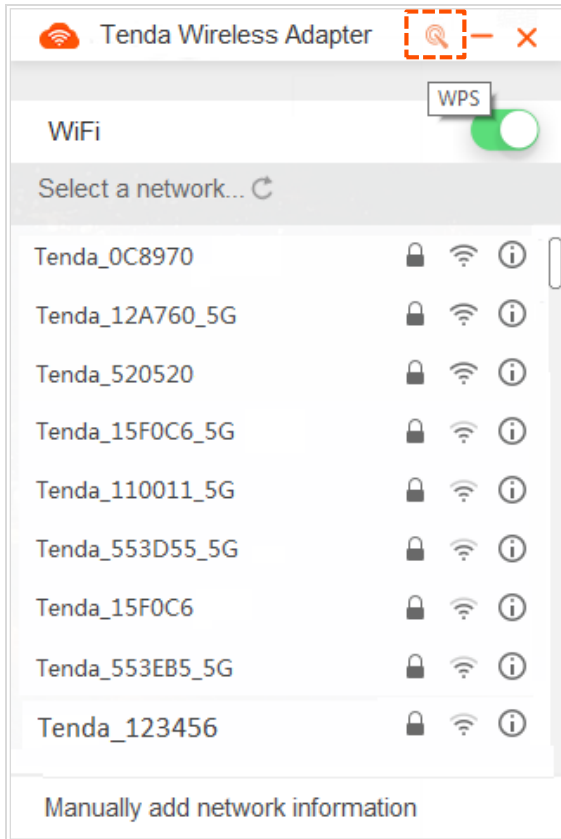 Tenda Wireless Adapter
WPS
WiFi
Select a network...
Tenda_0C8970
Tenda_12A760_5G
Tenda_520520
Tenda_15F0C6_5G
Tenda_110011_5G
Tenda_553D55_5G
Tenda_15F0C6
Tenda_553EB5_5G
Tenda_123456
Manually add network information